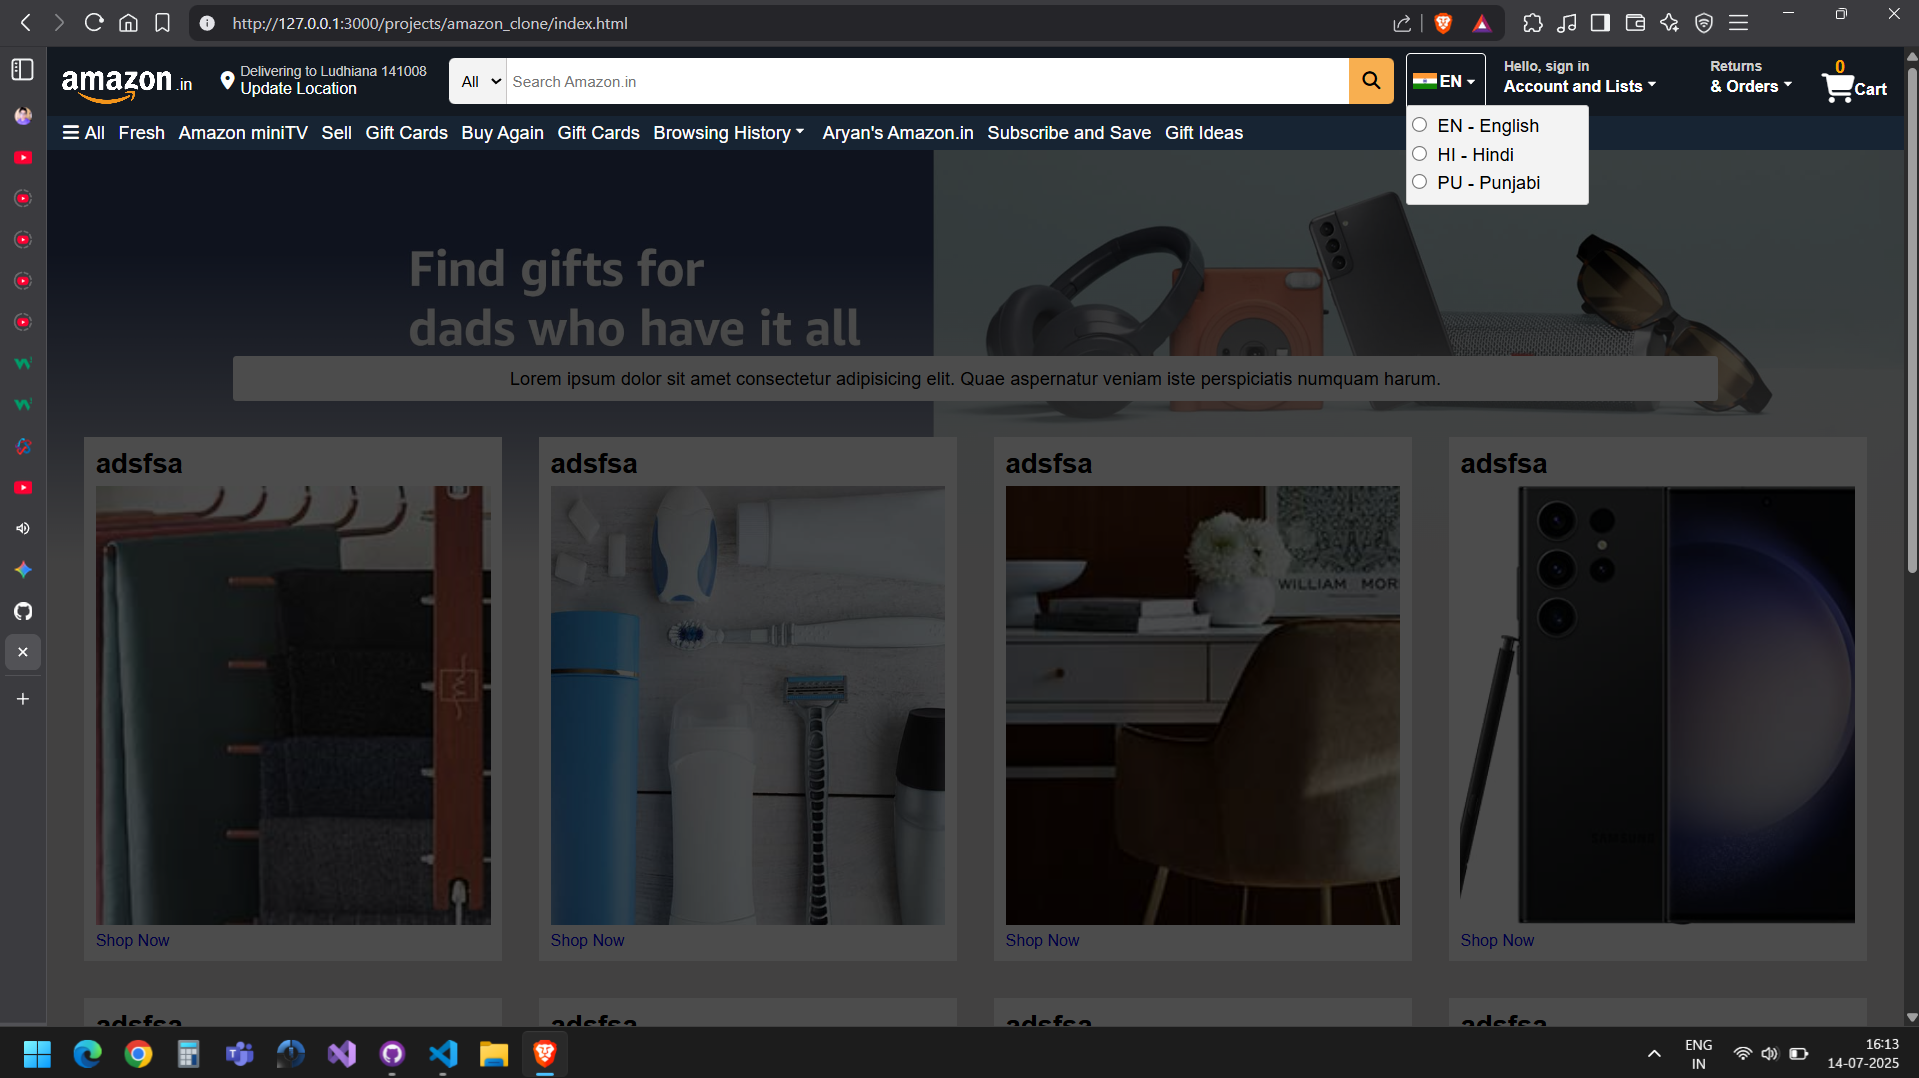 http://127.0.0.1:3000/projects/amazon_clone/index.html
amazon.in
Delivering to Ludhiana 141008
Update Location
All
Search Amazon.in
EN
Hello, sign in
Account and Lists
Returns
& Orders
0
Cart
All Fresh Amazon miniTV Sell Gift Cards Buy Again Gift Cards Browsing History Aryan's Amazon.in Subscribe and Save Gift Ideas
EN - English
HI - Hindi
PU - Punjabi
Find gifts for
dads who have it all
Lorem ipsum dolor sit amet consectetur adipisicing elit. Quae aspernatur veniam iste perspiciatis numquam harum.
adsfsa
adsfsa
adsfsa
adsfsa
WILLIAM MOR
SAMSUNG
Shop Now
Shop Now
Shop Now
Shop Now
adsfsa
adsfsa
adsfsa
adsfsa
ENG
IN
16:13
14-07-2025